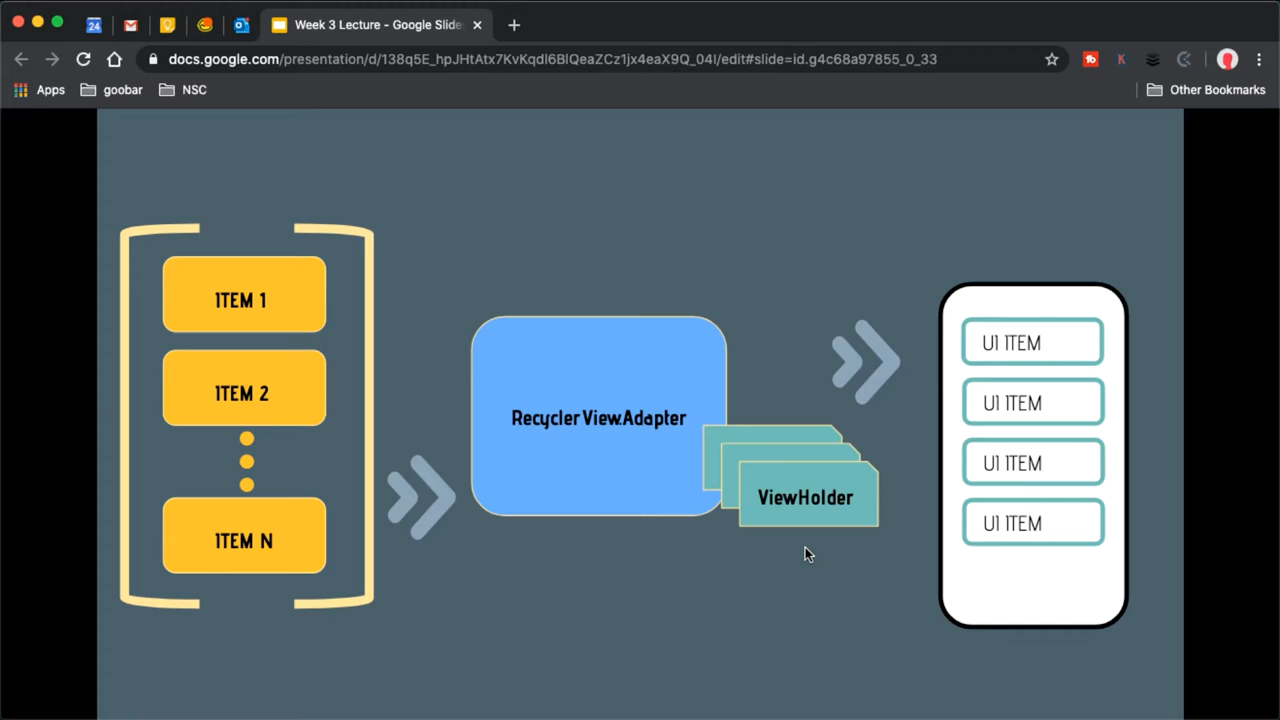 24
Week 3 Lecture - Google Slide
docs.google.com/presentation/d/138q5E_hpJHtAtx7KvKqdl6BlQeaZCz1jx4eaX9Q_04I/edit#slide=id.g4c68a97855_0_33
Apps
goobar
NSC
Other Bookmarks
ITEM 1
ITEM 2
ITEM N
RecyclerView.Adapter
ViewHolder
UI ITEM
UI ITEM
UI ITEM
UI ITEM